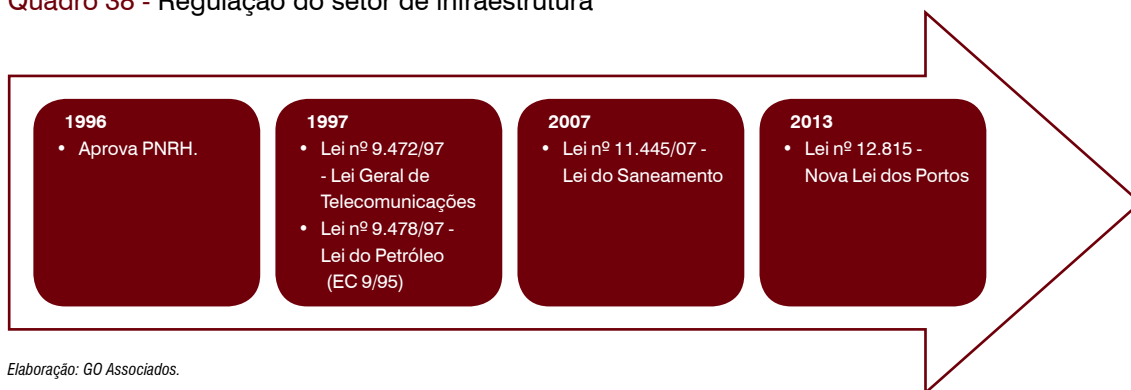 Quadro 38 - Regulação do setor de infraestrutura
1996
• Aprova PNRH.
1997
• Lei nº 9.472/97
- Lei Geral de
Telecomunicações
• Lei nº 9.478/97 -
Lei do Petróleo
(EC 9/95)
2007
• Lei nº 11.445/07 -
Lei do Saneamento
2013
• Lei nº 12.815 -
Nova Lei dos Portos
Elaboração: GO Associados.